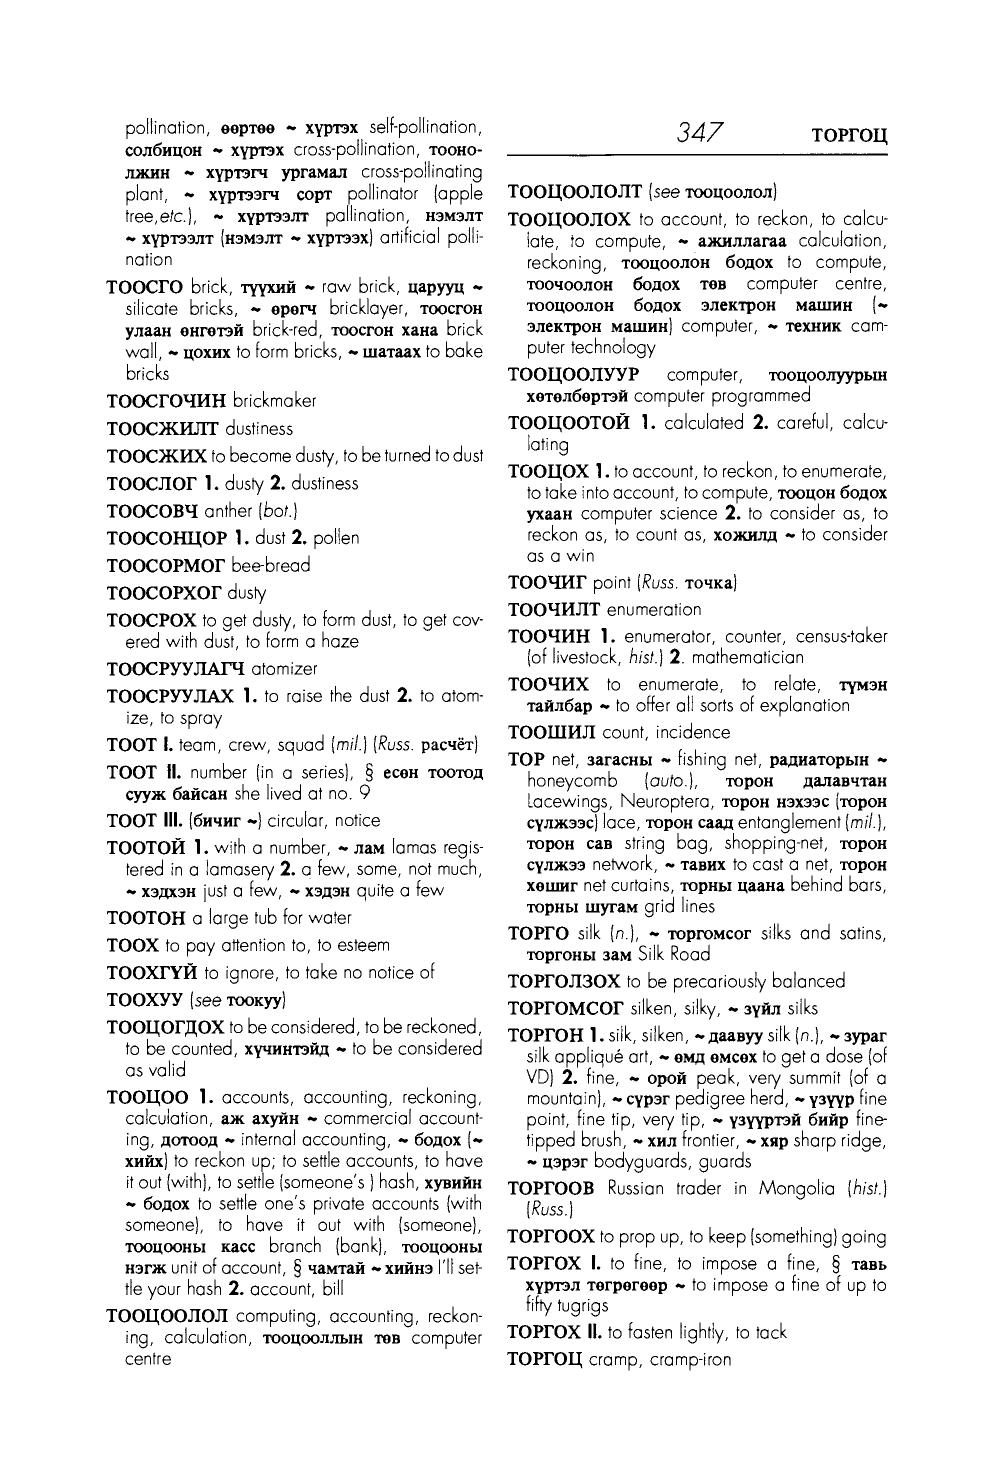 pollination, өөртөө ~ хүртэх self-pollination,
солбицон ~ хүртэх cross-pollination, тооно-
лжин ~ хүртэгч ургамал cross-pollinating
plant, ~ хүртээгч сорт pollinator (apple
tree,etc.), ~ хүртээлт pallination, нэмэлт
~ хүртээлт (нэмэлт ~ хүртээх) artificial polli-
nation
ТООСГО brick, түүхий ~ raw brick, царууц ~
silicate bricks, ~ өрөгч bricklayer, тоосгон
улаан өнгөтэй brick-red, тоосгон хана brick
wall, ~ цохих to form bricks, ~ шатаах to bake
bricks
ТООСГОЧИН brickmaker
ТООСЖИЛТ dustiness
ТООСЖИХ to become dusty, to be turned to dust
ТООСЛОГ 1. dusty 2. dustiness
ТООСОВЧ anther (bot.)
ТООСОНЦОР 1. dust 2. pollen
ТООСОРМОГ bee-bread
ТООСОРХОГ dusty
ТООСРОХ to get dusty, to form dust, to get cov-
ered with dust, to form a haze
ТООСРУУЛАГЧ atomizer
ТООСРУУЛАХ 1. to raise the dust 2. to atom-
ize, to spray
ТООТ I. team, crew, squad (mil.) (Russ. расчёт)
ТООТ II. number (in a series), § есөн тоотод
сууж байсан she lived at no. 9
ТООТ III. (бичиг ~) circular, notice
ТООТОЙ 1. with a number, ~ лам lamas regis-
tered in a lamasery 2. a few, some, not much,
~ хэдхэн just a few, ~ хэдэн quite a few
ТООТОН a large tub for water
ТООХ to pay attention to, to esteem
ТООХГҮЙ to ignore, to take no notice of
ТООХУУ (see тоокуу)
ТООЦОГДОХ to be considered, to be reckoned,
to be counted, хүчинтэйд ~ to be considered
as valid
ТООЦОО 1. accounts, accounting, reckoning,
calculation, аж ахуйн ~ commercial account-
ing, дотоод ~ internal accounting, ~ бодох (~
хийх) to reckon up; to settle accounts, to have
it out (with), to settle (someone's ) hash, хувийн
~ бодох to settle one's private accounts (with
someone), to have it out with (someone),
тооцооны касс branch (bank), тооцооны
нэгж unit of account, § чамтай ~ хийнэ I'll set-
tle your hash 2. account, bill
ТООЦООЛОЛ computing, accounting, reckon-
ing, calculation, тооцооллын төв computer
centre
347 ТОРГОЦ
ТООЦООЛОЛТ (see тооцоолол)
ТООЦООЛОХ to account, to reckon, to calcu-
late, to compute, ~ ажиллагаа calculation,
reckoning, тооцоолон бодох to compute,
тоочоолон бодох төв computer centre,
тооцоолон бодох электрон машин (~
электрон машин) computer, ~ техник com-
puter technology
ТООЦООЛУУР computer, тооцоолуурын
хөтөлбөртэй computer programmed
ТООЦООТОЙ 1. calculated 2. careful, calcu-
lating
ТООЦОХ 1. to account, to reckon, to enumerate,
to take into account, to compute, тооцон бодох
ухаан computer science 2. to consider as, to
reckon as, to count as, хожилд ~ to consider
as a win
ТООЧИГ point (Russ. точка)
ТООЧИЛТ enumeration
ТООЧИН 1. enumerator, counter, census-taker
(of livestock, hist.) 2. mathematician
ТООЧИХ to enumerate, to relate, түмэн
тайлбар ~ to offer all sorts of explanation
ТООШИЛ count, incidence
ТОР net, загасны ~ fishing net, радиаторын ~
honeycomb (auto.), торон далавчтан
Lacewings, Neuroptera, торон нэхээс (торон
сүлжээс) lace, торон саад entanglement (mil.),
торон сав string bag, shopping-net, торон
сүлжээ network, ~ тавих to cast a net, торон
хөшиг net curtains, торны цаана behind bars,
торны шугам grid lines
ТОРГО silk (n.), ~ торгомсог silks and satins,
торгоны зам Silk Road
ТОРГОЛЗОХ to be precariously balanced
ТОРГОМСОГ silken, silky, ~ зүйл silks
ТОРГОН 1. silk, silken, ~ даавуу silk (n.), ~ зураг
silk appliqué art, ~ өмд өмсөх to get a dose (of
VD) 2. fine, ~ орой peak, very summit (of a
mountain), ~ сүрэг pedigree herd, ~ үзүүр fine
point, fine tip, very tip, ~ үзүүртэй бийр fine-
tipped brush, ~ хил frontier, ~ хяр sharp ridge,
~ цэрэг bodyguards, guards
ТОРГООВ Russian trader in Mongolia (hist.)
(Russ.)
ТОРГООХ to prop up, to keep (something) going
ТОРГОХ I. to fine, to impose a fine, § тавь
хүртэл төгрөгөөр ~ to impose a fine of up to
fifty tugrigs
ТОРГОХ II. to fasten lightly, to tack
ТОРГОЦ cramp, cramp-iron